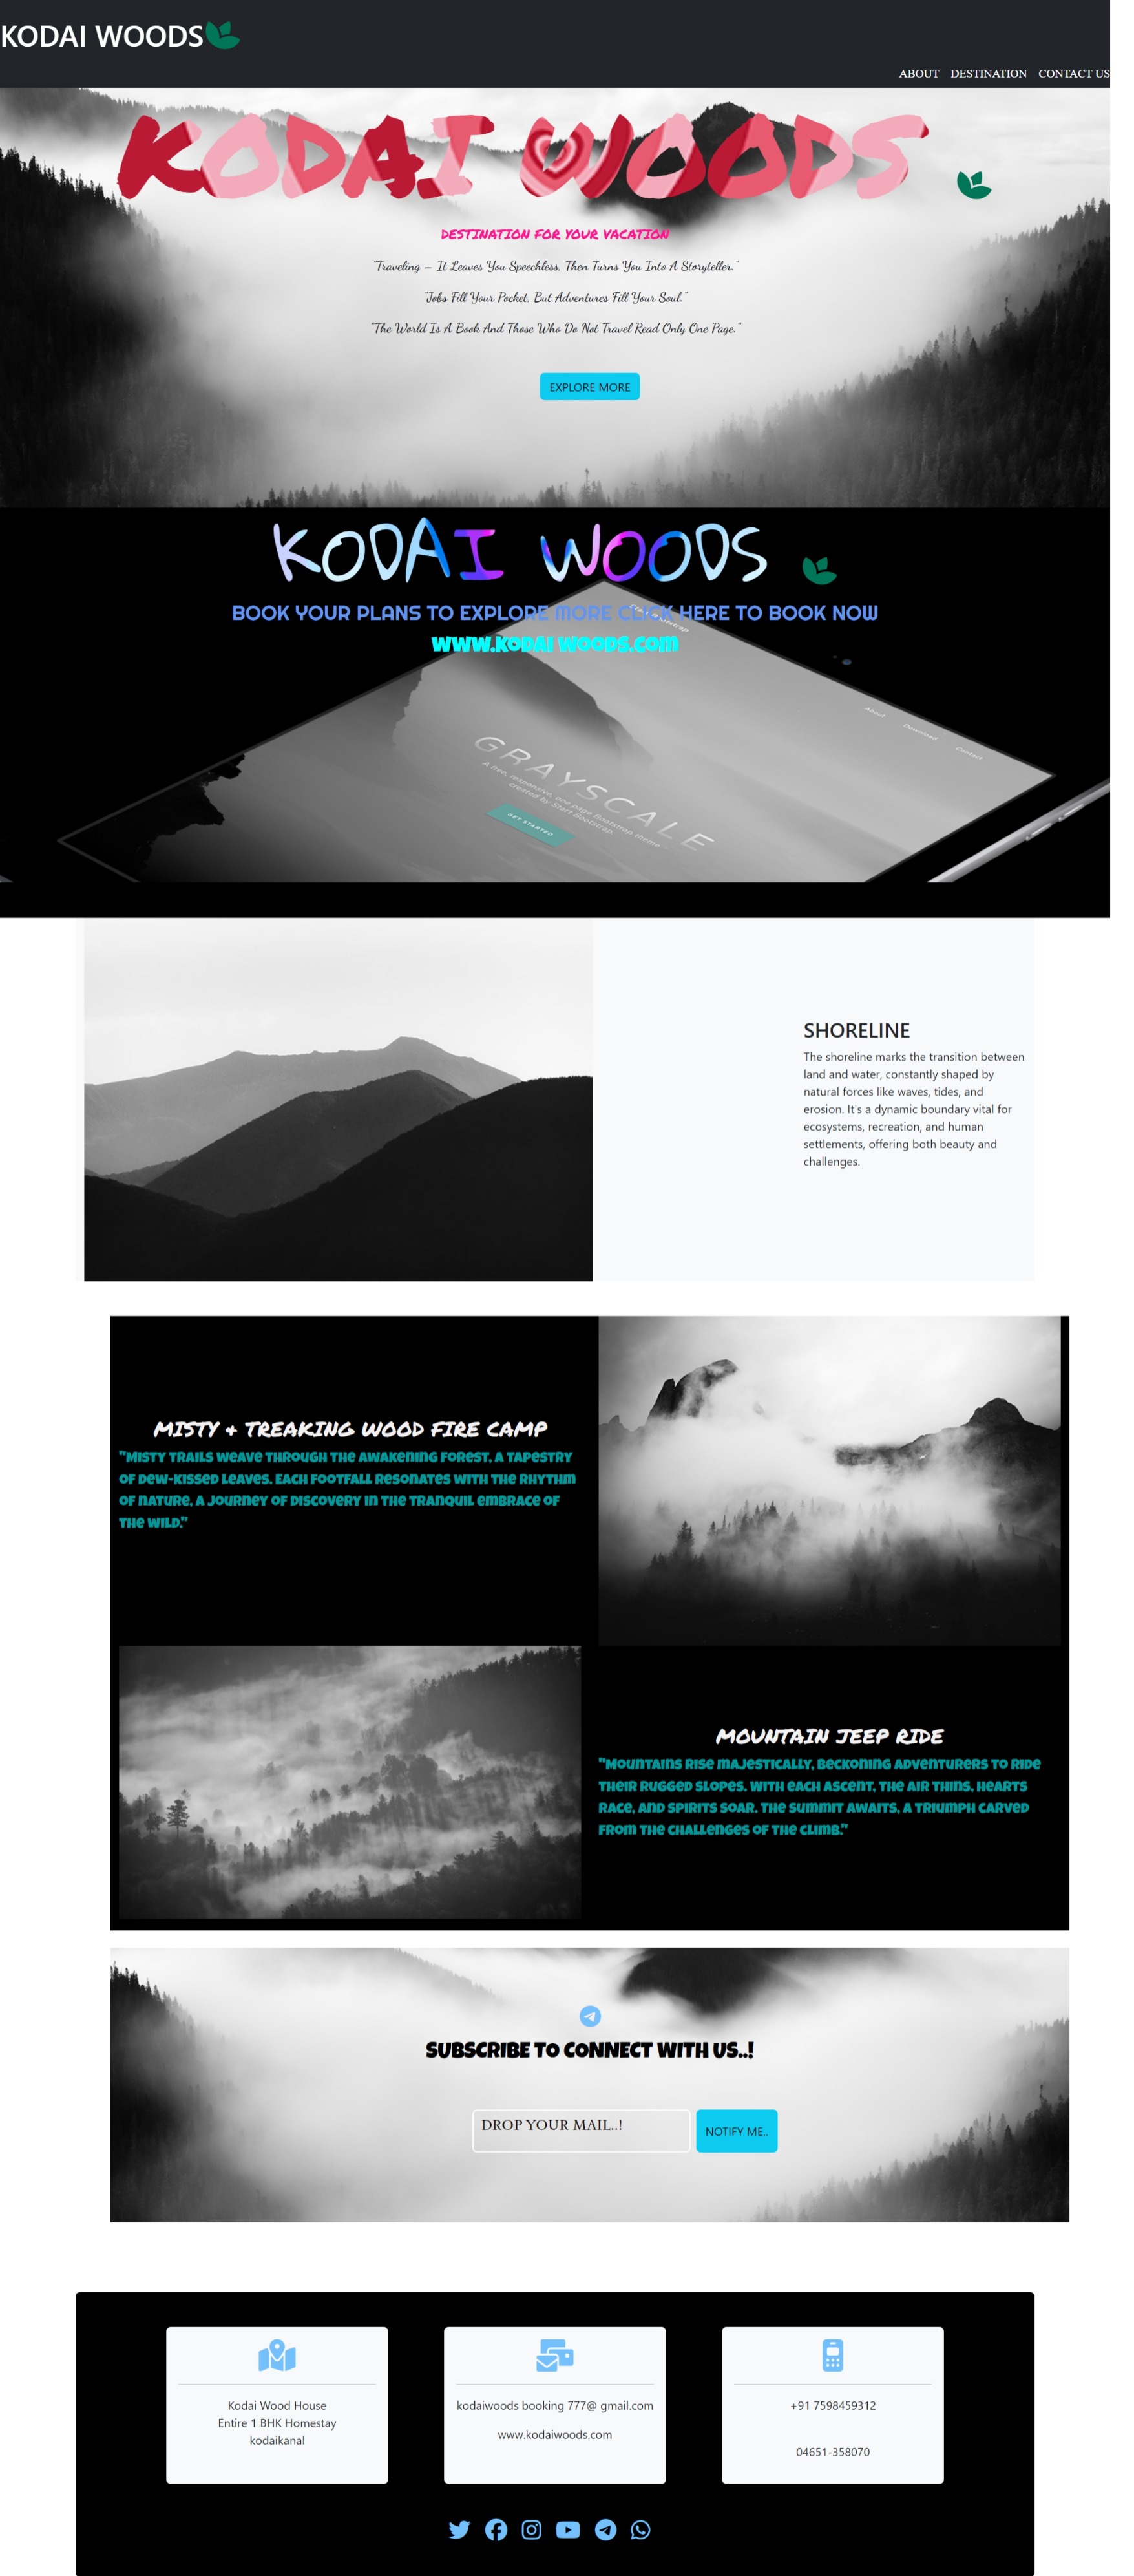 KODAI WOODS
ABOUT DESTINATION CONTACT US
KODAI WOODS
DESTINATION FOR YOUR VACATION
"Traveling – It Leaves You Speechless, Then Turns You Into A Storyteller."
"Jobs Fill Your Pocket, But Adventures Fill Your Soul."
"The World Is A Book And Those Who Do Not Travel Read Only One Page."
EXPLORE MORE
KODAI WOODS
BOOK YOUR PLANS TO EXPLORE MORE CLICK HERE TO BOOK NOW
www.KODAI WOODS.com
About Download Contact
GRAYSCALE
A free, responsive, one page Bootstrap theme
created by Start Bootstrap.
GET STARTED
SHORELINE
The shoreline marks the transition between
land and water, constantly shaped by
natural forces like waves, tides, and
erosion. It's a dynamic boundary vital for
ecosystems, recreation, and human
settlements, offering both beauty and
challenges.
MISTY & TREAKING WOOD FIRE CAMP
"MISTY TRAILS WEAVE THROUGH THE AWAKENING FOREST, A TAPESTRY
OF DEW-KISSED LEAVES. EACH FOOTFALL RESONATES WITH THE RHYTHM
OF NATURE, A JOURNEY OF DISCOVERY IN THE TRANQUIL EMBRACE OF
THE WILD."
MOUNTAIN JEEP RIDE
"MOUNTAINS RISE MAJESTICALLY, BECKONING ADVENTURERS TO RIDE
THEIR RUGGED SLOPES. WITH EACH ASCENT, THE AIR THINS, HEARTS
RACE, AND SPIRITS SOAR. THE SUMMIT AWAITS, A TRIUMPH CARVED
FROM THE CHALLENGES OF THE CLIMB."
SUBSCRIBE TO CONNECT WITH US..!
DROP YOUR MAIL..! NOTIFY ME..
Kodai Wood House
Entire 1 BHK Homestay
kodaikanal
kodaiwoods booking 777@ gmail.com
www.kodaiwoods.com
+91 7598459312
04651-358070